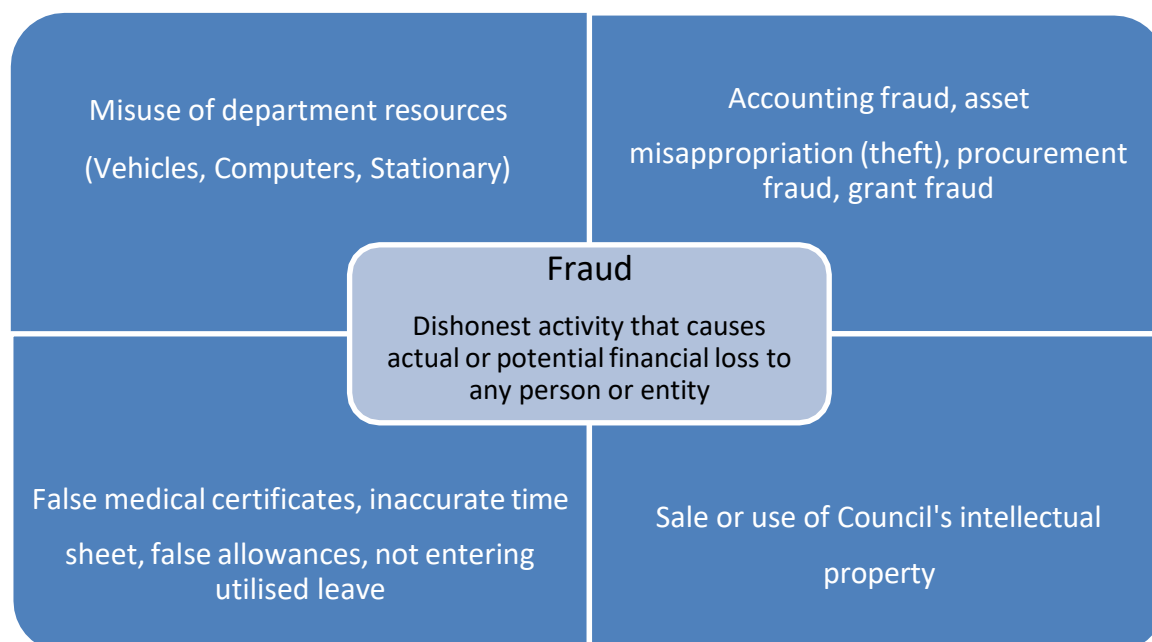 Misuse of department resources
(Vehicles, Computers, Stationary)
Accounting fraud, asset
misappropriation (theft), procurement
fraud, grant fraud
Fraud
Dishonest activity that causes
actual or potential financial loss to
any person or entity
False medical certificates, inaccurate time
sheet, false allowances, not entering
utilised leave
Sale or use of Council's intellectual
property